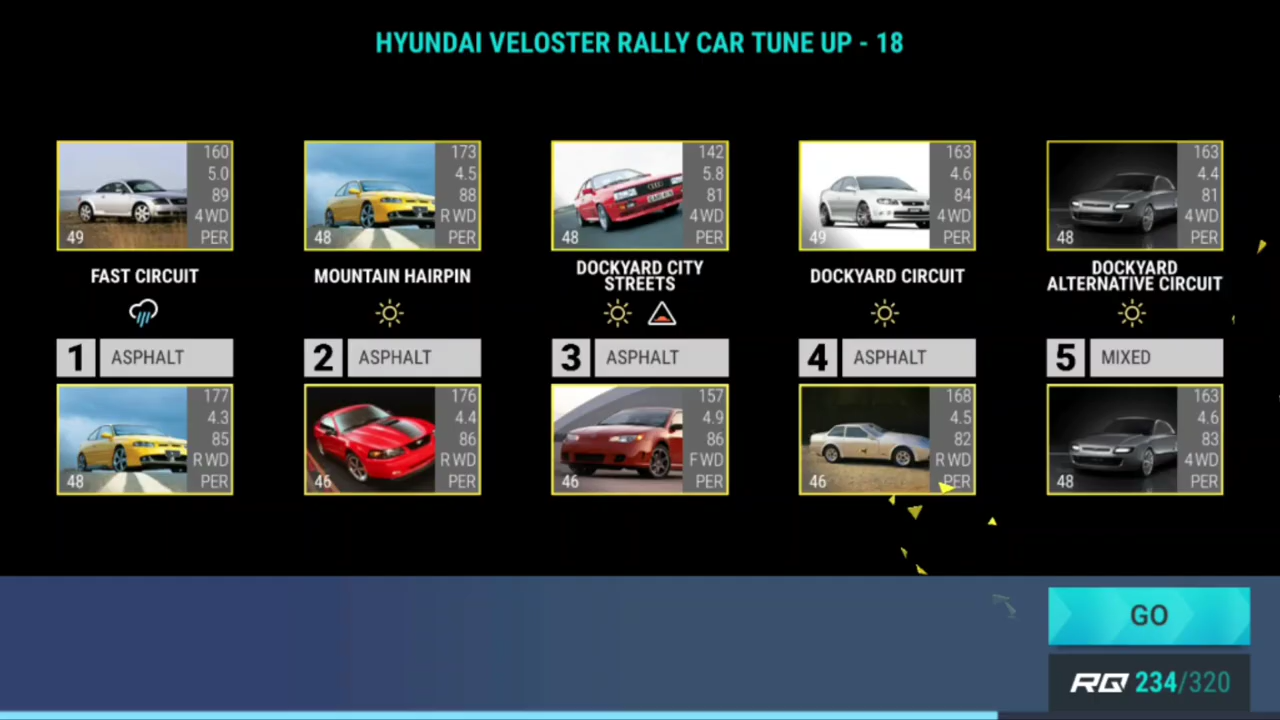 HYUNDAI VELOSTER RALLY CAR TUNE UP - 18
160
5.0
89
4WD
49 PER
173
4.5
88
RWD
48 PER
142
5.8
81
4WD
48 PER
163
4.6
84
4WD
49 PER
163
4.4
81
4WD
48 PER
FAST CIRCUIT
MOUNTAIN HAIRPIN
DOCKYARD CITY
STREETS
DOCKYARD CIRCUIT
DOCKYARD
ALTERNATIVE CIRCUIT
1 ASPHALT
2 ASPHALT
3 ASPHALT
4 ASPHALT
5 MIXED
177
4.3
85
RWD
48 PER
176
4.4
86
RWD
46 PER
157
4.9
86
FWD
46 PER
168
4.5
82
RWD
46 PER
163
4.6
83
4WD
48 PER
GO
RQ 234/320